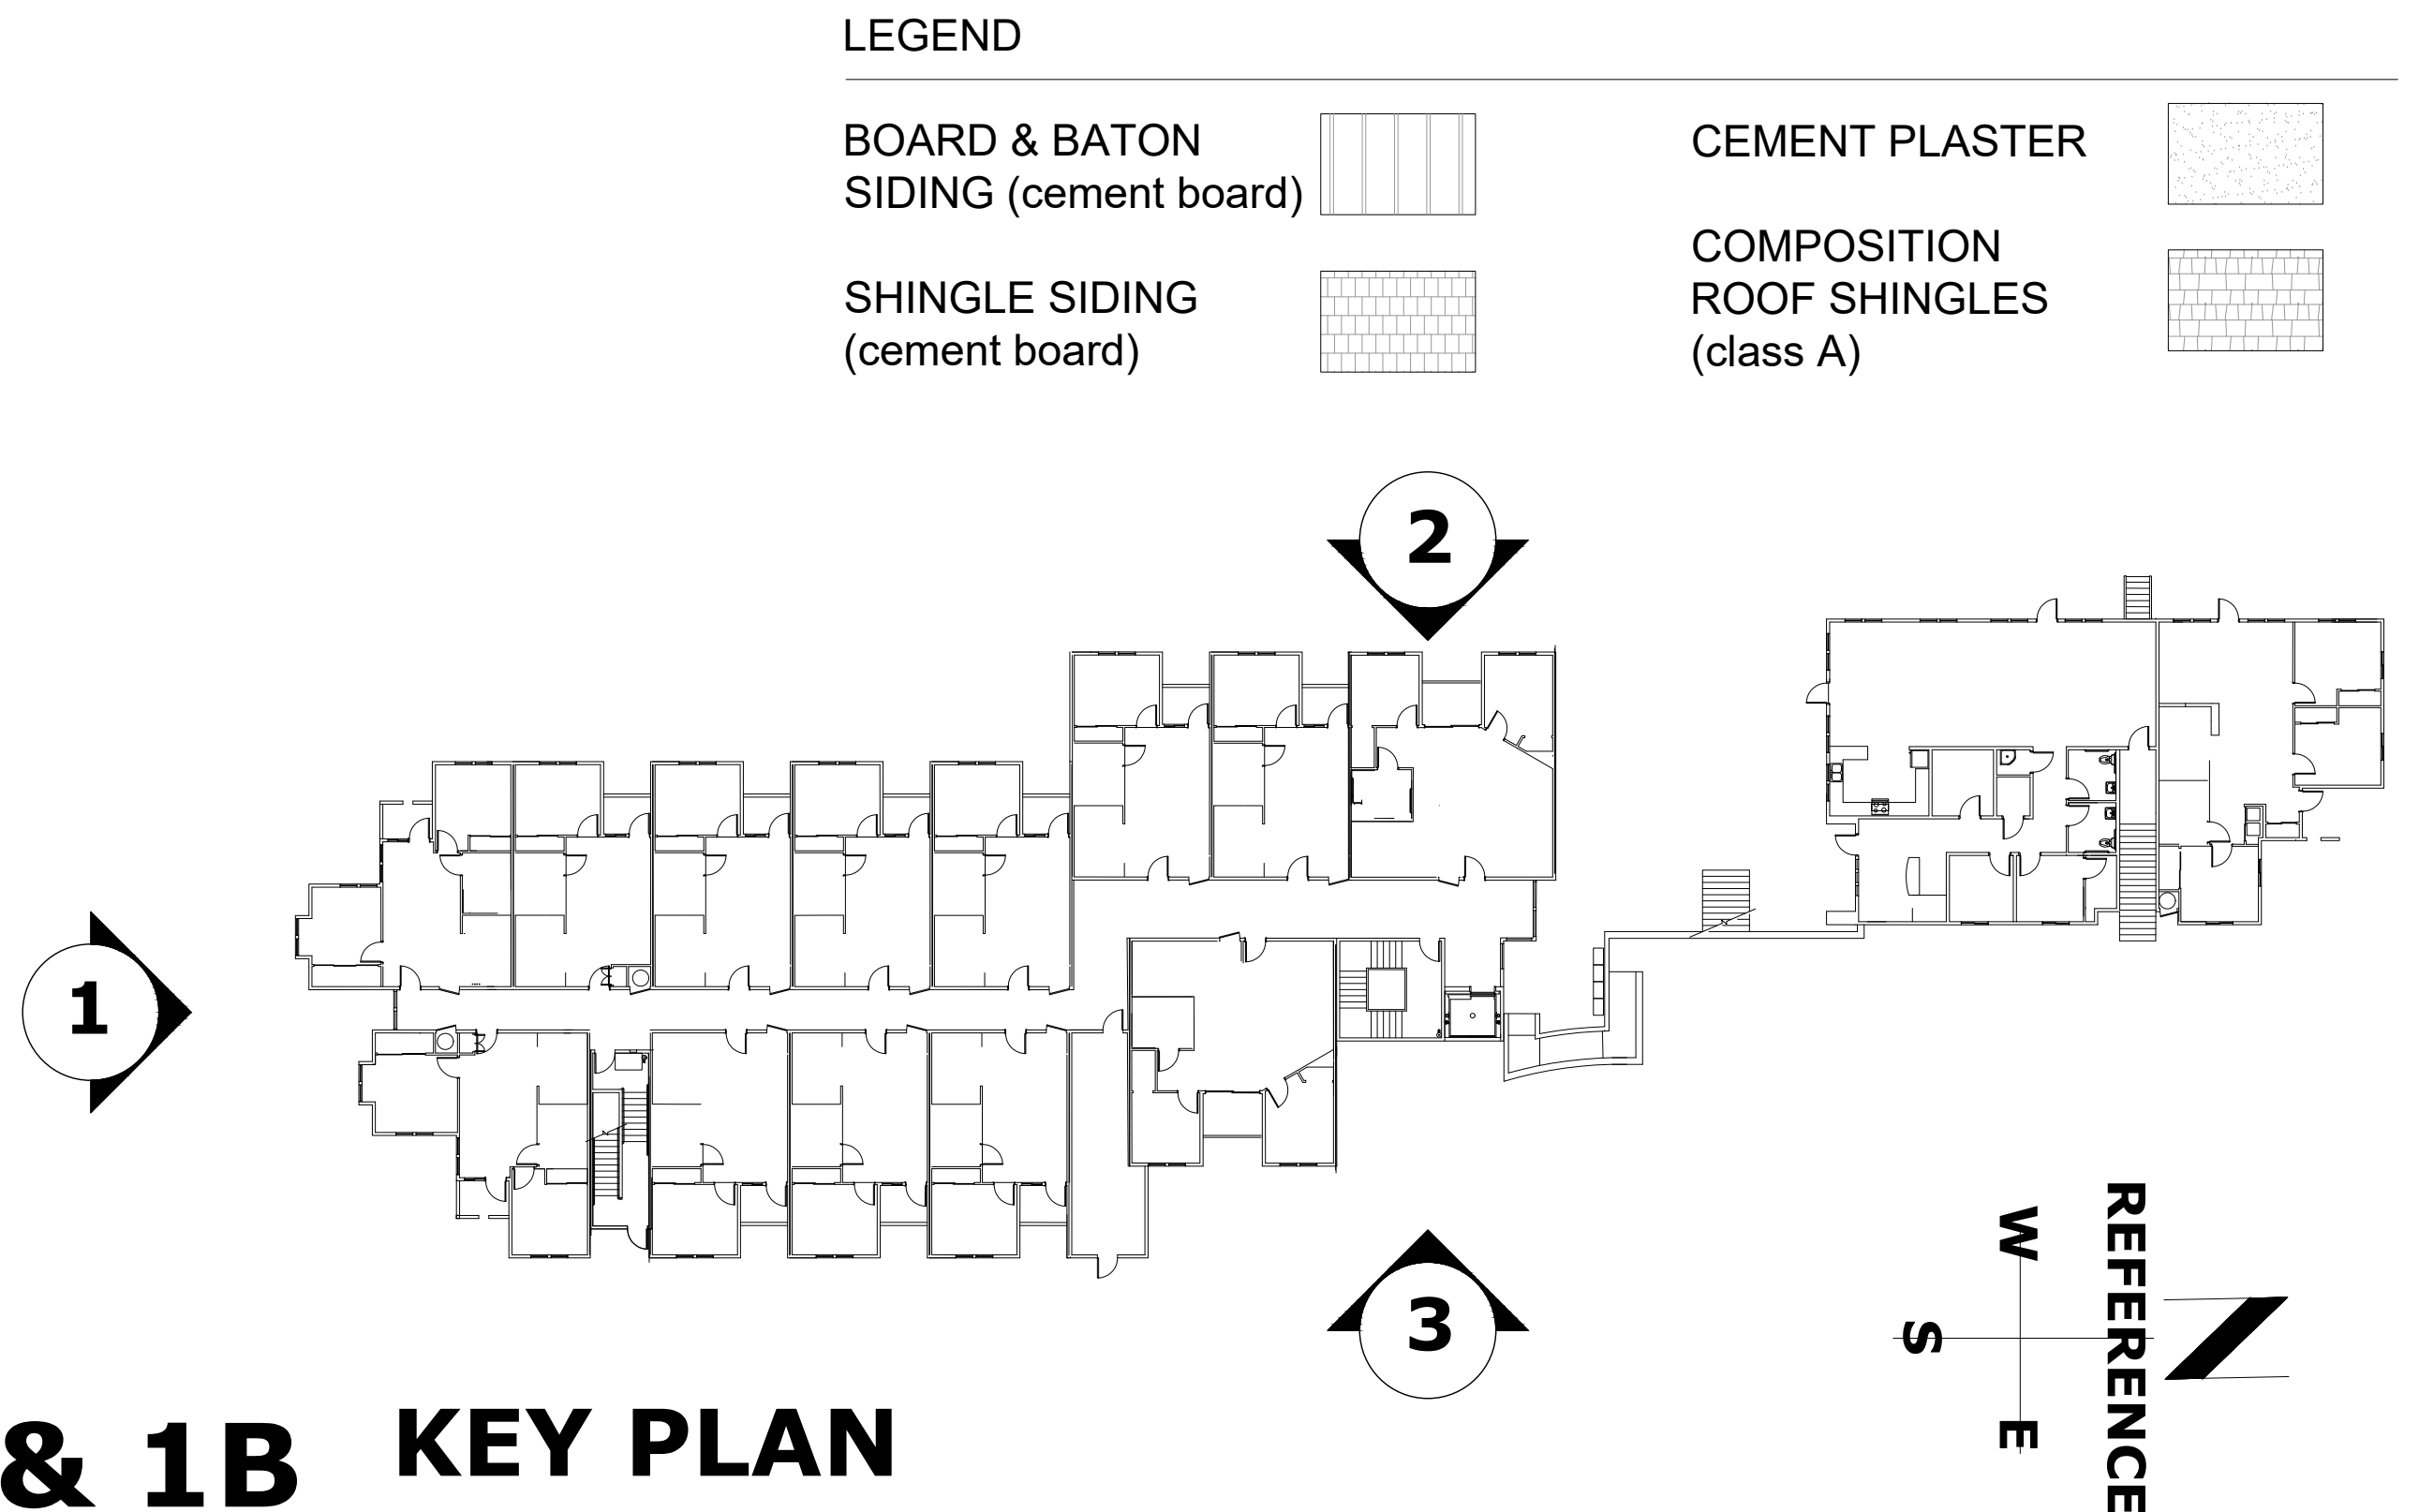 LEGEND
BOARD & BATON
SIDING (cement board)
SHINGLE SIDING
(cement board)
CEMENT PLASTER
COMPOSITION
ROOF SHINGLES
(class A)
2
1
3
W
S
E
REFERENCE
N
& 1B
KEY PLAN